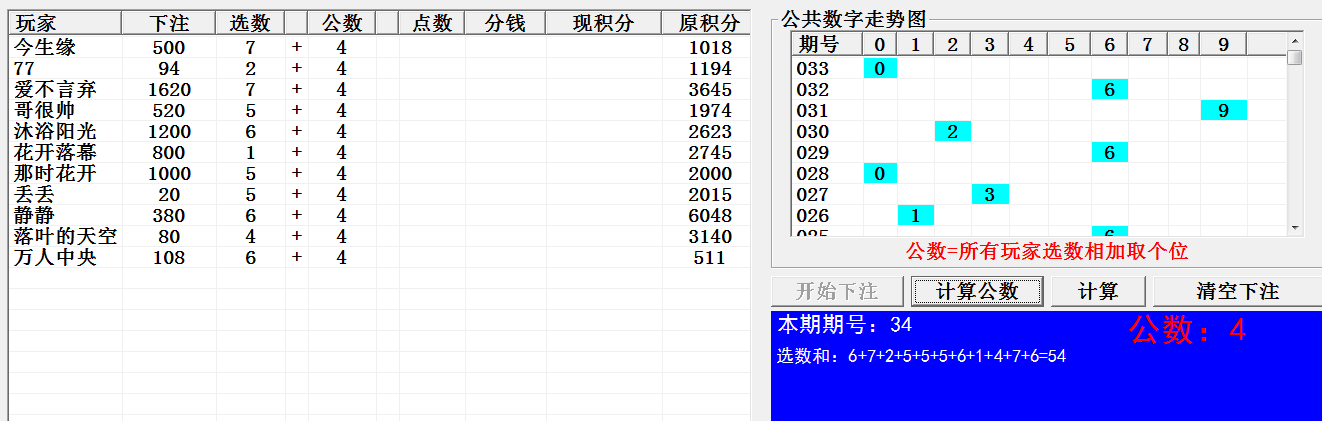 玩家 下注 选数 公数 点数 分钱 现积分 原积分
今生缘 500 7 + 4 1018
77 94 2 + 4 1194
爱不言弃 1620 7 + 4 3645
哥很帅 520 5 + 4 1974
沐浴阳光 1200 6 + 4 2623
花开落幕 800 1 + 4 2745
那时花开 1000 5 + 4 2000
丢丢 20 5 + 4 2015
静静 380 6 + 4 6048
落叶的天空 80 4 + 4 3140
万人中央 108 6 + 4 511
公共数字走势图
期号 0 1 2 3 4 5 6 7 8 9
033 0
032 6
031 9
030 2
029 6
028 0
027 3
026 1
025 6
公数=所有玩家选数相加取个位
开始下注 计算公数 计算 清空下注
本期期号：34 公数：4
选数和：6+7+2+5+5+5+6+1+4+7+6=54